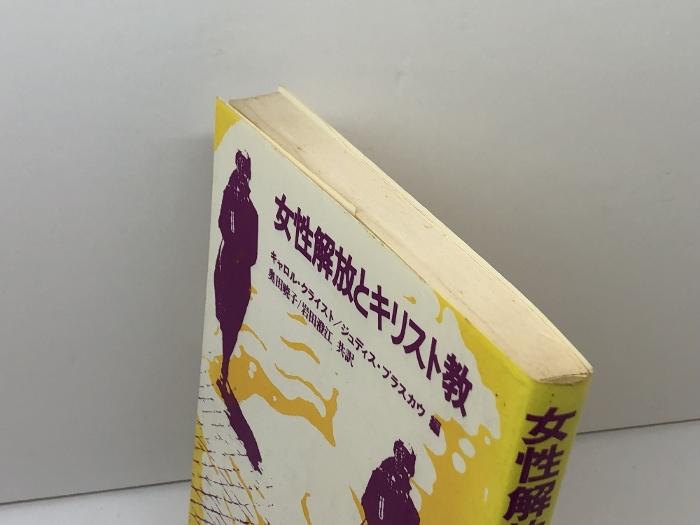 女性解放とキリスト教
キャロル・クライスト／ジュディス・プラスカウ 編
奥田暁子／岩田澄江 共訳
女性解